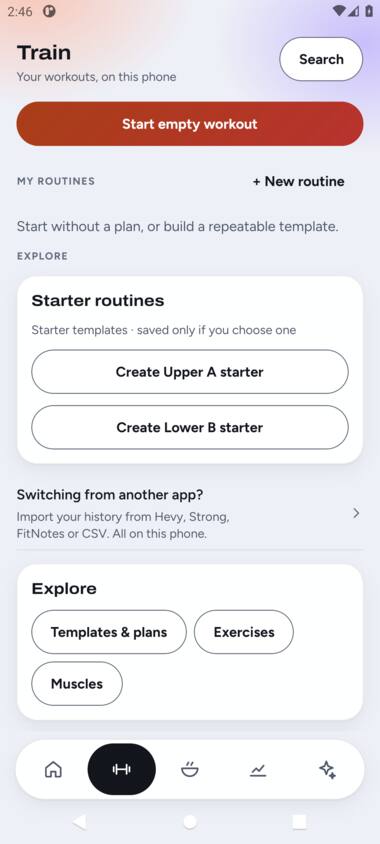 2:46
Train
Search
Your workouts, on this phone
Start empty workout
MY ROUTINES
+ New routine
Start without a plan, or build a repeatable template.
EXPLORE
Starter routines
Starter templates · saved only if you choose one
Create Upper A starter
Create Lower B starter
Switching from another app?
Import your history from Hevy, Strong,
FitNotes or CSV. All on this phone.
Explore
Templates & plans
Exercises
Muscles